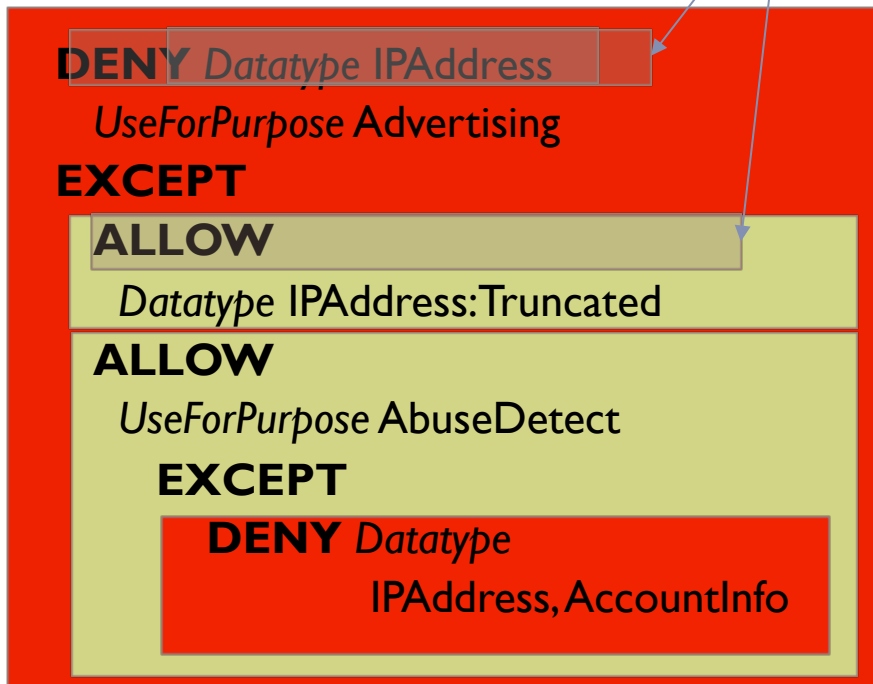 DENY Datatype IPAddress
UseForPurpose Advertising
EXCEPT
ALLOW
Datatype IPAddress:Truncated
ALLOW
UseForPurpose AbuseDetect
EXCEPT
DENY Datatype
IPAddress, AccountInfo